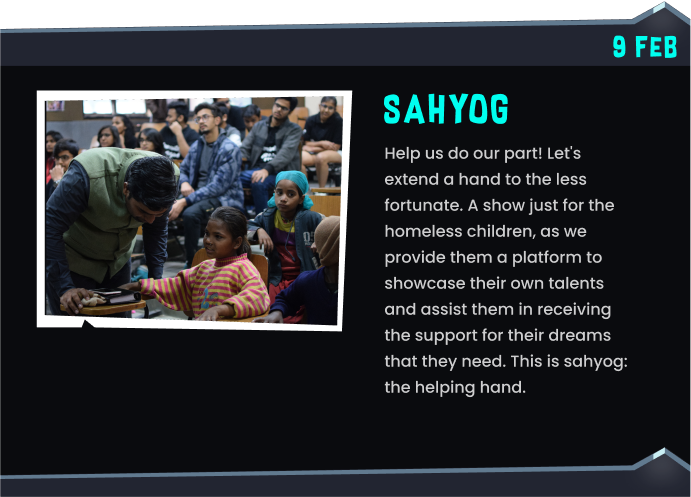 9 FEB
SAHYOG
Help us do our part! Let's
extend a hand to the less
fortunate. A show just for the
homeless children, as we
provide them a platform to
showcase their own talents
and assist them in receiving
the support for their dreams
that they need. This is sahyog:
the helping hand.